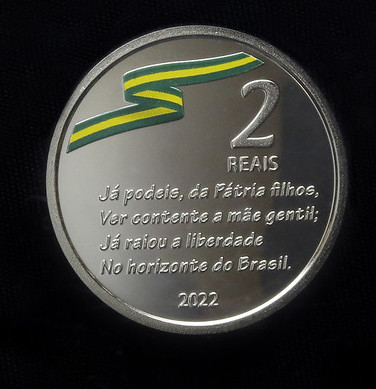 2
REAIS
Já podeis, da Pátria filhos,
Ver contente a mãe gentil;
Já raiou a liberdade
No horizonte do Brasil.
2022